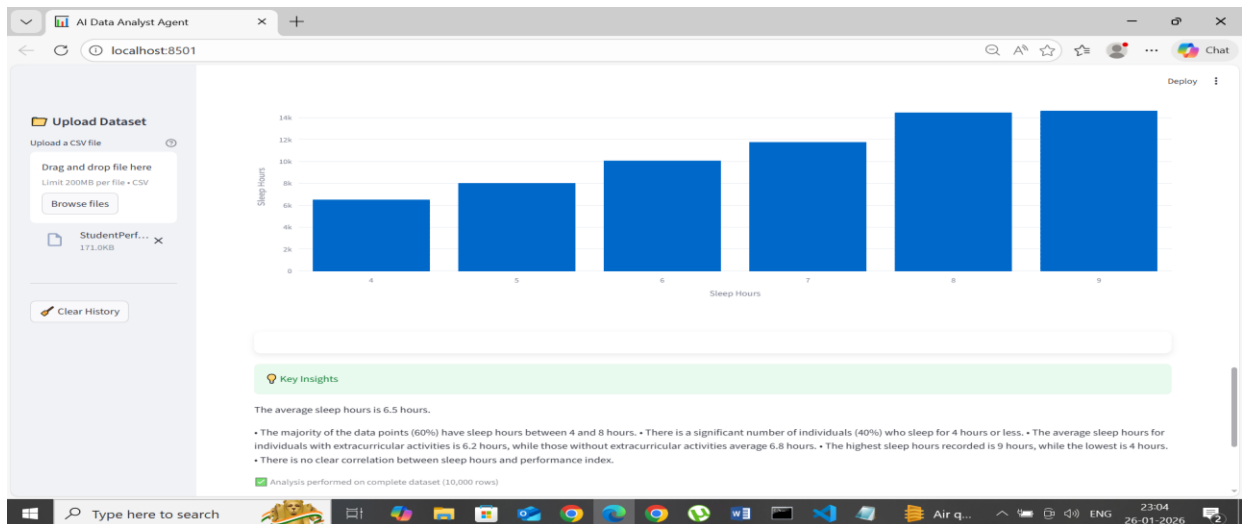 AI Data Analyst Agent
localhost:8501
Chat
Deploy
Upload Dataset
Upload a CSV file
Drag and drop file here
Limit 200MB per file • CSV
Browse files
StudentPerf...
171.0KB
Clear History
14k
12k
10k
8k
6k
4k
2k
0
Sleep Hours
4 5 6 7 8 9
Sleep Hours
Key Insights
The average sleep hours is 6.5 hours.
• The majority of the data points (60%) have sleep hours between 4 and 8 hours. • There is a significant number of individuals (40%) who sleep for 4 hours or less. • The average sleep hours for
individuals with extracurricular activities is 6.2 hours, while those without extracurricular activities average 6.8 hours. • The highest sleep hours recorded is 9 hours, while the lowest is 4 hours.
• There is no clear correlation between sleep hours and performance index.
Analysis performed on complete dataset (10,000 rows)
Type here to search
Air q...
ENG
23:04
26-01-2026
2